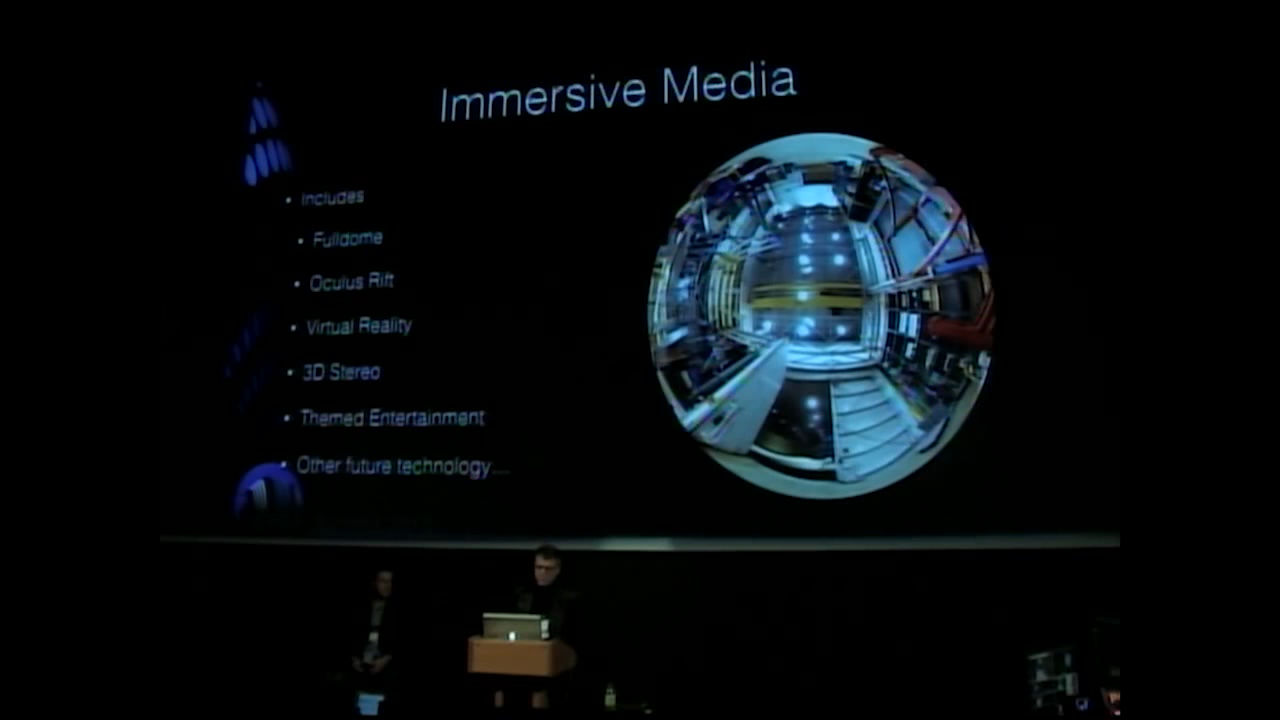 Immersive Media
• Includes
• Fulldome
• Oculus Rift
• Virtual Reality
• 3D Stereo
• Themed Entertainment
• Other future technology....